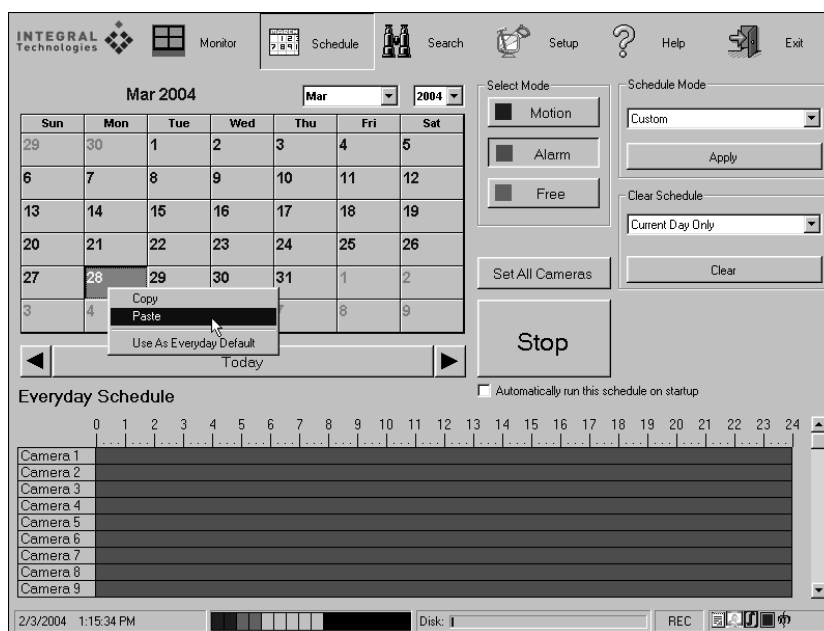 INTEGRAL
Technologies
Monitor
MARCH
Schedule
Search
Setup
Help
Exit
Mar 2004
Mar
2004
Sun Mon Tue Wed Thu Fri Sat
29 30 1 2 3 4 5
6 7 8 9 10 11 12
13 14 15 16 17 18 19
20 21 22 23 24 25 26
27 28 29 30 31 1 2
3 4 7 8 9
Copy
Paste
Use As Everyday Default
Today
Select Mode
Motion
Alarm
Free
Set All Cameras
Stop
Automatically run this schedule on startup
Schedule Mode
Custom
Apply
Clear Schedule
Current Day Only
Clear
Everyday Schedule
0 1 2 3 4 5 6 7 8 9 10 11 12 13 14 15 16 17 18 19 20 21 22 23 24
Camera 1
Camera 2
Camera 3
Camera 4
Camera 5
Camera 6
Camera 7
Camera 8
Camera 9
2/3/2004 1:15:34 PM
Disk:
REC